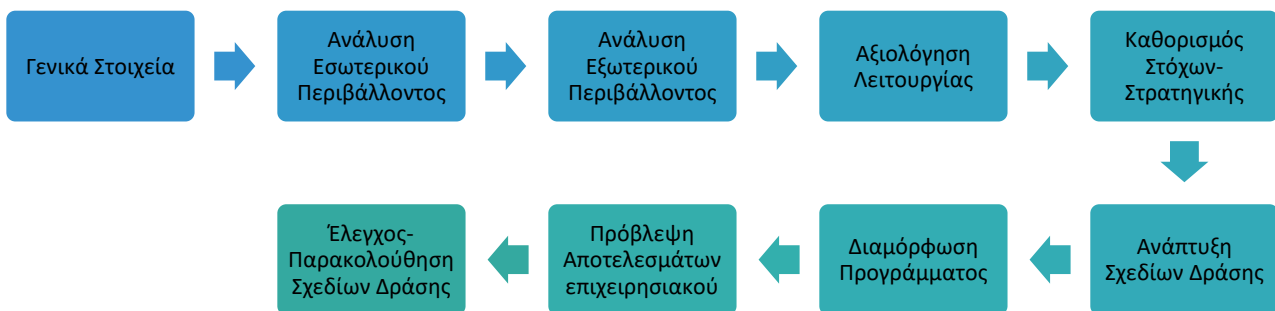 Γενικά Στοιχεία
Ανάλυση
Εσωτερικού
Περιβάλλοντος
Ανάλυση
Εξωτερικού
Περιβάλλοντος
Αξιολόγηση
Λειτουργίας
Καθορισμός
Στόχων-
Στρατηγικής
Ανάπτυξη
Σχεδίων Δράσης
Διαμόρφωση
Προγράμματος
Πρόβλεψη
Αποτελεσμάτων
επιχειρησιακού
Έλεγχος-
Παρακολούθηση
Σχεδίων Δράσης